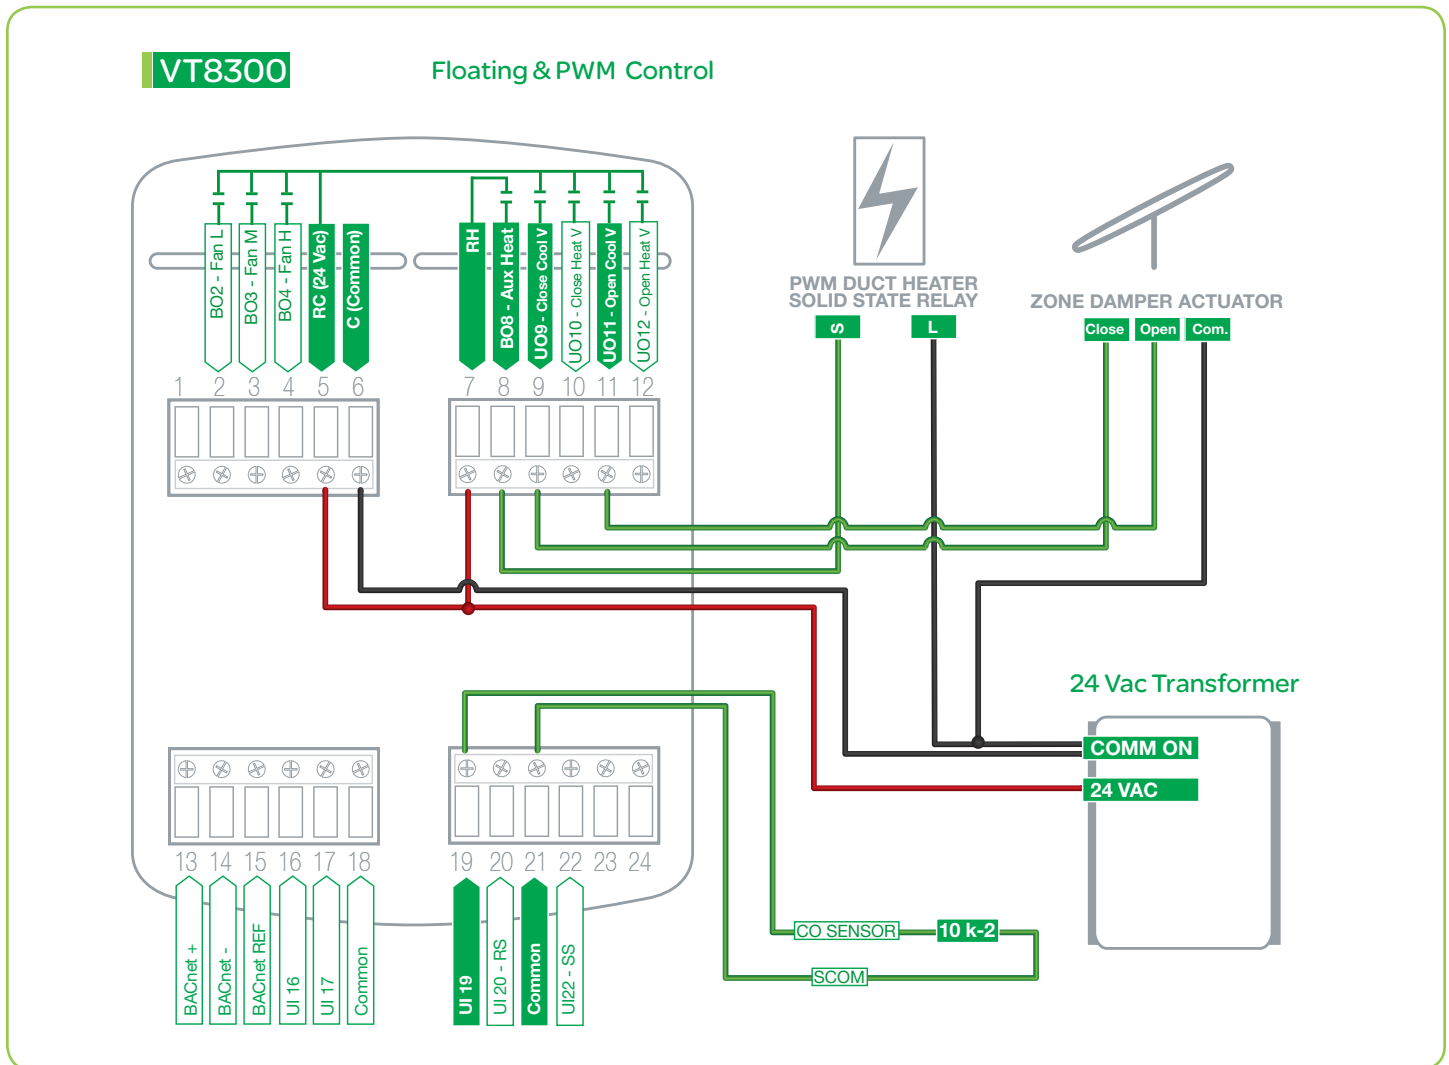 VT8300
Floating & PWM Control
BO2 - Fan L
BO3 - Fan M
BO4 - Fan H
RC (24 Vac)
C (Common)
RH
BO8 - Aux Heat
UO9 - Close Cool V
UO10 - Close Heat V
UO11 - Open Cool V
UO12 - Open Heat V
1 2 3 4 5 6
7 8 9 10 11 12
PWM DUCT HEATER
SOLID STATE RELAY
S
L
ZONE DAMPER ACTUATOR
Close Open Com.
24 Vac Transformer
COMM ON
24 VAC
13 14 15 16 17 18
19 20 21 22 23 24
BACnet +
BACnet -
BACnet REF
UI 16
UI 17
Common
UI 19
UI 20 - RS
Common
UI22 - SS
CO SENSOR
10 k-2
SCOM